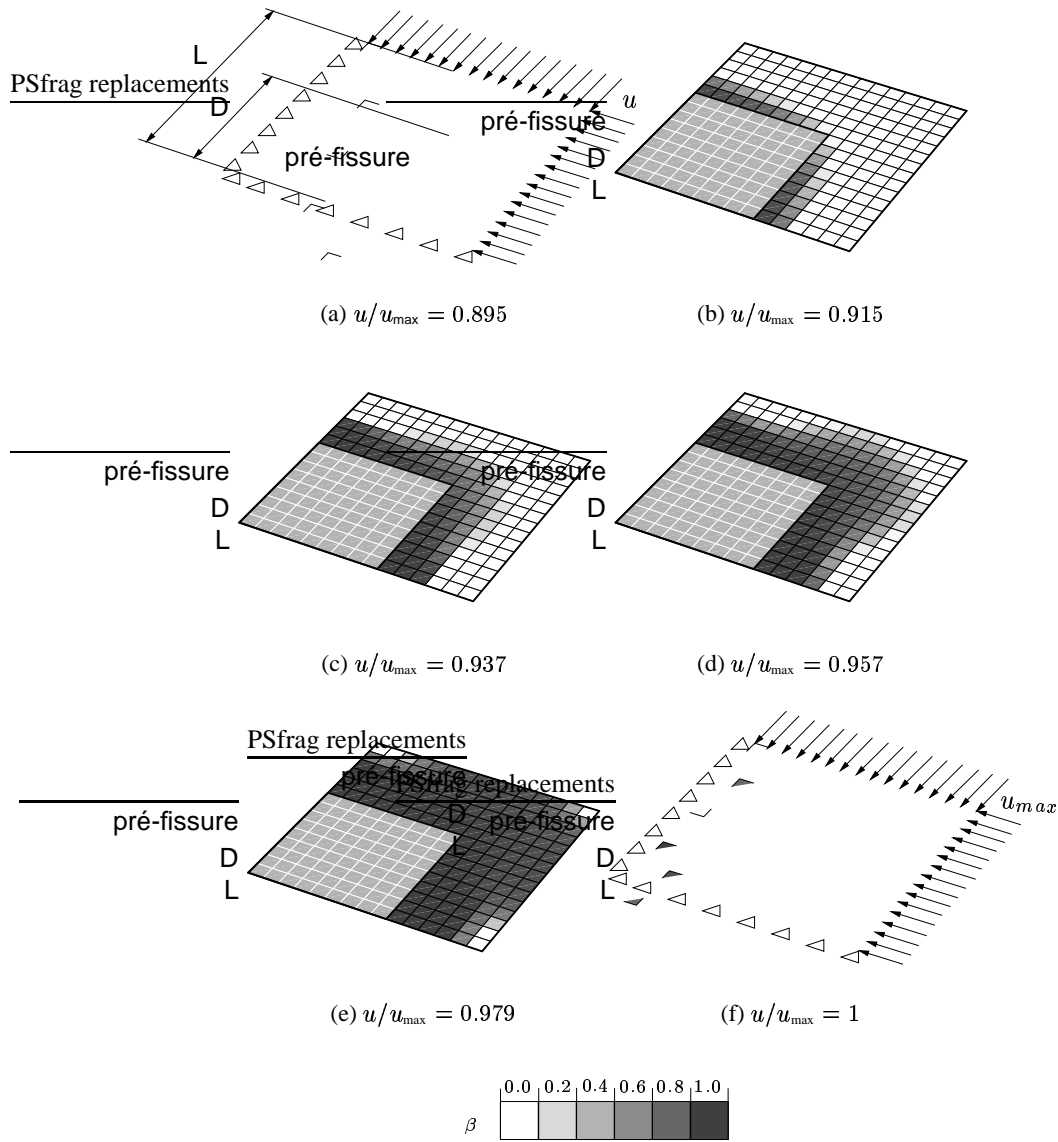 L
PSfrag replacements
D
u
pré-fissure
pré-fissure
D
L
(a) u/u_max = 0.895
(b) u/u_max = 0.915
pré-fissure
D
L
pré-fissure
D
L
(c) u/u_max = 0.937
(d) u/u_max = 0.957
PSfrag replacements
pré-fissure
PSfrag replacements
D
L
u_max
pré-fissure
D
L
pré-fissure
D
L
(e) u/u_max = 0.979
(f) u/u_max = 1
0.0 0.2 0.4 0.6 0.8 1.0
β